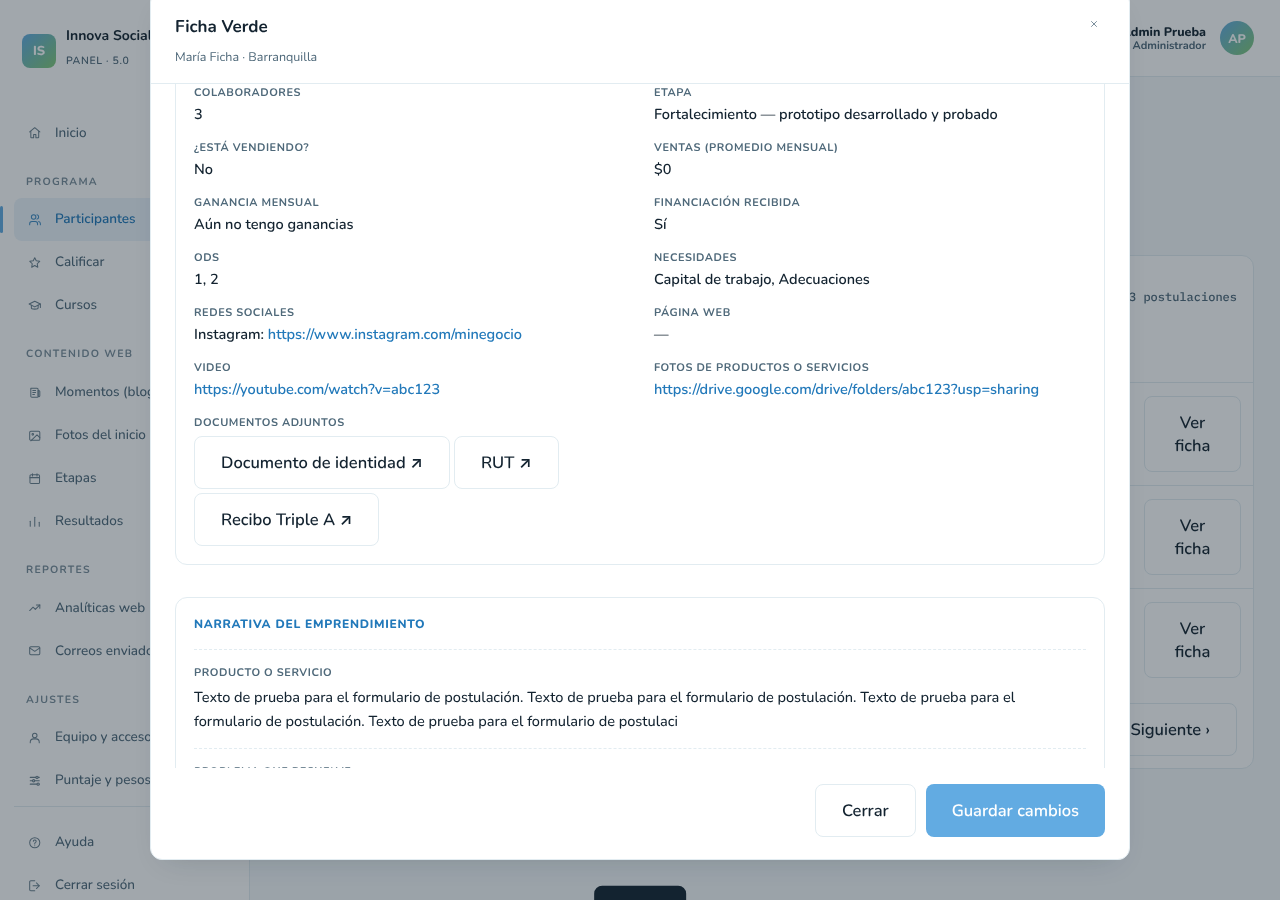 Ficha Verde
×
María Ficha · Barranquilla
IS
Innova Social
PANEL · 5.0
dmin Prueba
Administrador
AP
Inicio
PROGRAMA
Participantes
Calificar
Cursos
CONTENIDO WEB
Momentos (blog
Fotos del inicio
Etapas
Resultados
REPORTES
Analíticas web
Correos enviado
AJUSTES
Equipo y acceso
Puntaje y pesos
Ayuda
Cerrar sesión
COLABORADORES
3
ETAPA
Fortalecimiento — prototipo desarrollado y probado
¿ESTÁ VENDIENDO?
No
VENTAS (PROMEDIO MENSUAL)
$0
GANANCIA MENSUAL
Aún no tengo ganancias
FINANCIACIÓN RECIBIDA
Sí
ODS
1, 2
NECESIDADES
Capital de trabajo, Adecuaciones
REDES SOCIALES
Instagram: https://www.instagram.com/minegocio
PÁGINA WEB
—
VIDEO
https://youtube.com/watch?v=abc123
FOTOS DE PRODUCTOS O SERVICIOS
https://drive.google.com/drive/folders/abc123?usp=sharing
DOCUMENTOS ADJUNTOS
Documento de identidad ↗
RUT ↗
Recibo Triple A ↗
NARRATIVA DEL EMPRENDIMIENTO
PRODUCTO O SERVICIO
Texto de prueba para el formulario de postulación. Texto de prueba para el formulario de postulación. Texto de prueba para el
formulario de postulación. Texto de prueba para el formulario de postulaci
Cerrar
Guardar cambios
3 postulaciones
Ver
ficha
Ver
ficha
Ver
ficha
Siguiente ›